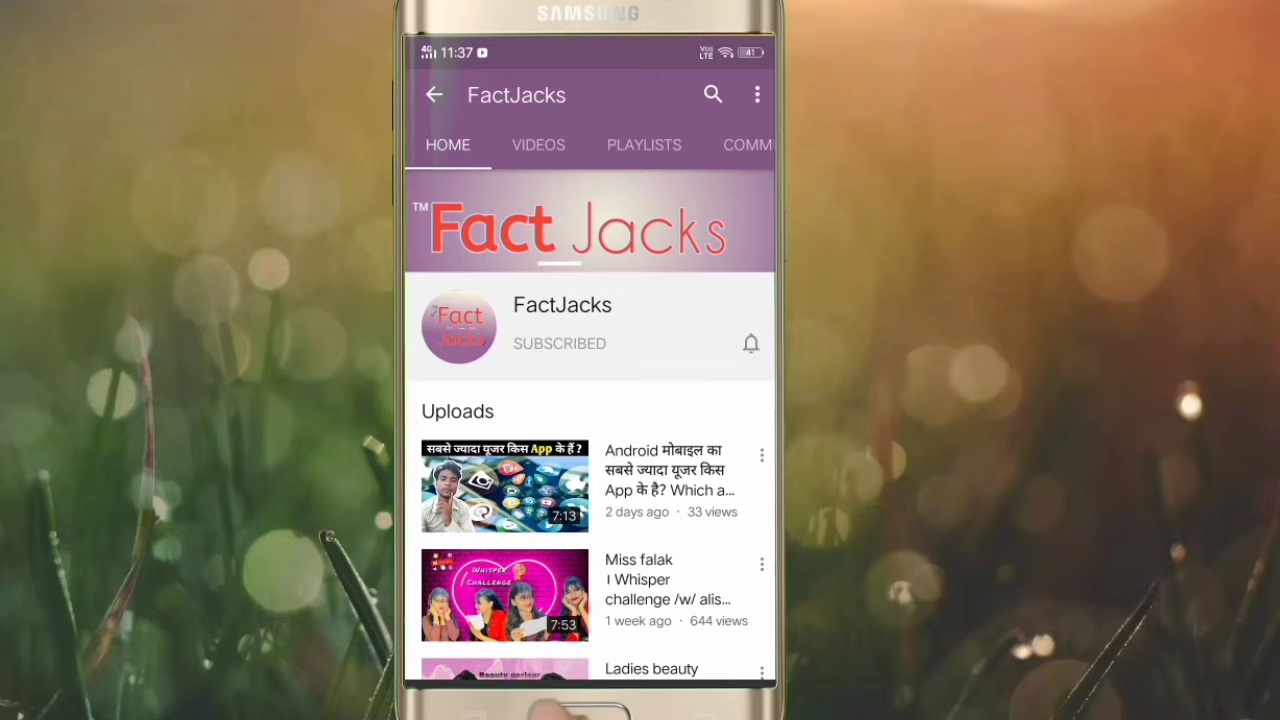 SAMSUNG
4G 11:37 VoI LTE 41
FactJacks
HOME VIDEOS PLAYLISTS COMM
TM Fact Jacks
Fact Jacks
FactJacks
SUBSCRIBED
Uploads
सबसे ज्यादा यूजर किस App के हैं ?
7:13
Android मोबाइल का
सबसे ज्यादा यूजर किस
App के है? Which a...
2 days ago · 33 views
WHISPER
CHALLENGE
7:53
Miss falak
। Whisper
challenge /w/ alis...
1 week ago · 644 views
Beauty parlour
Ladies beauty